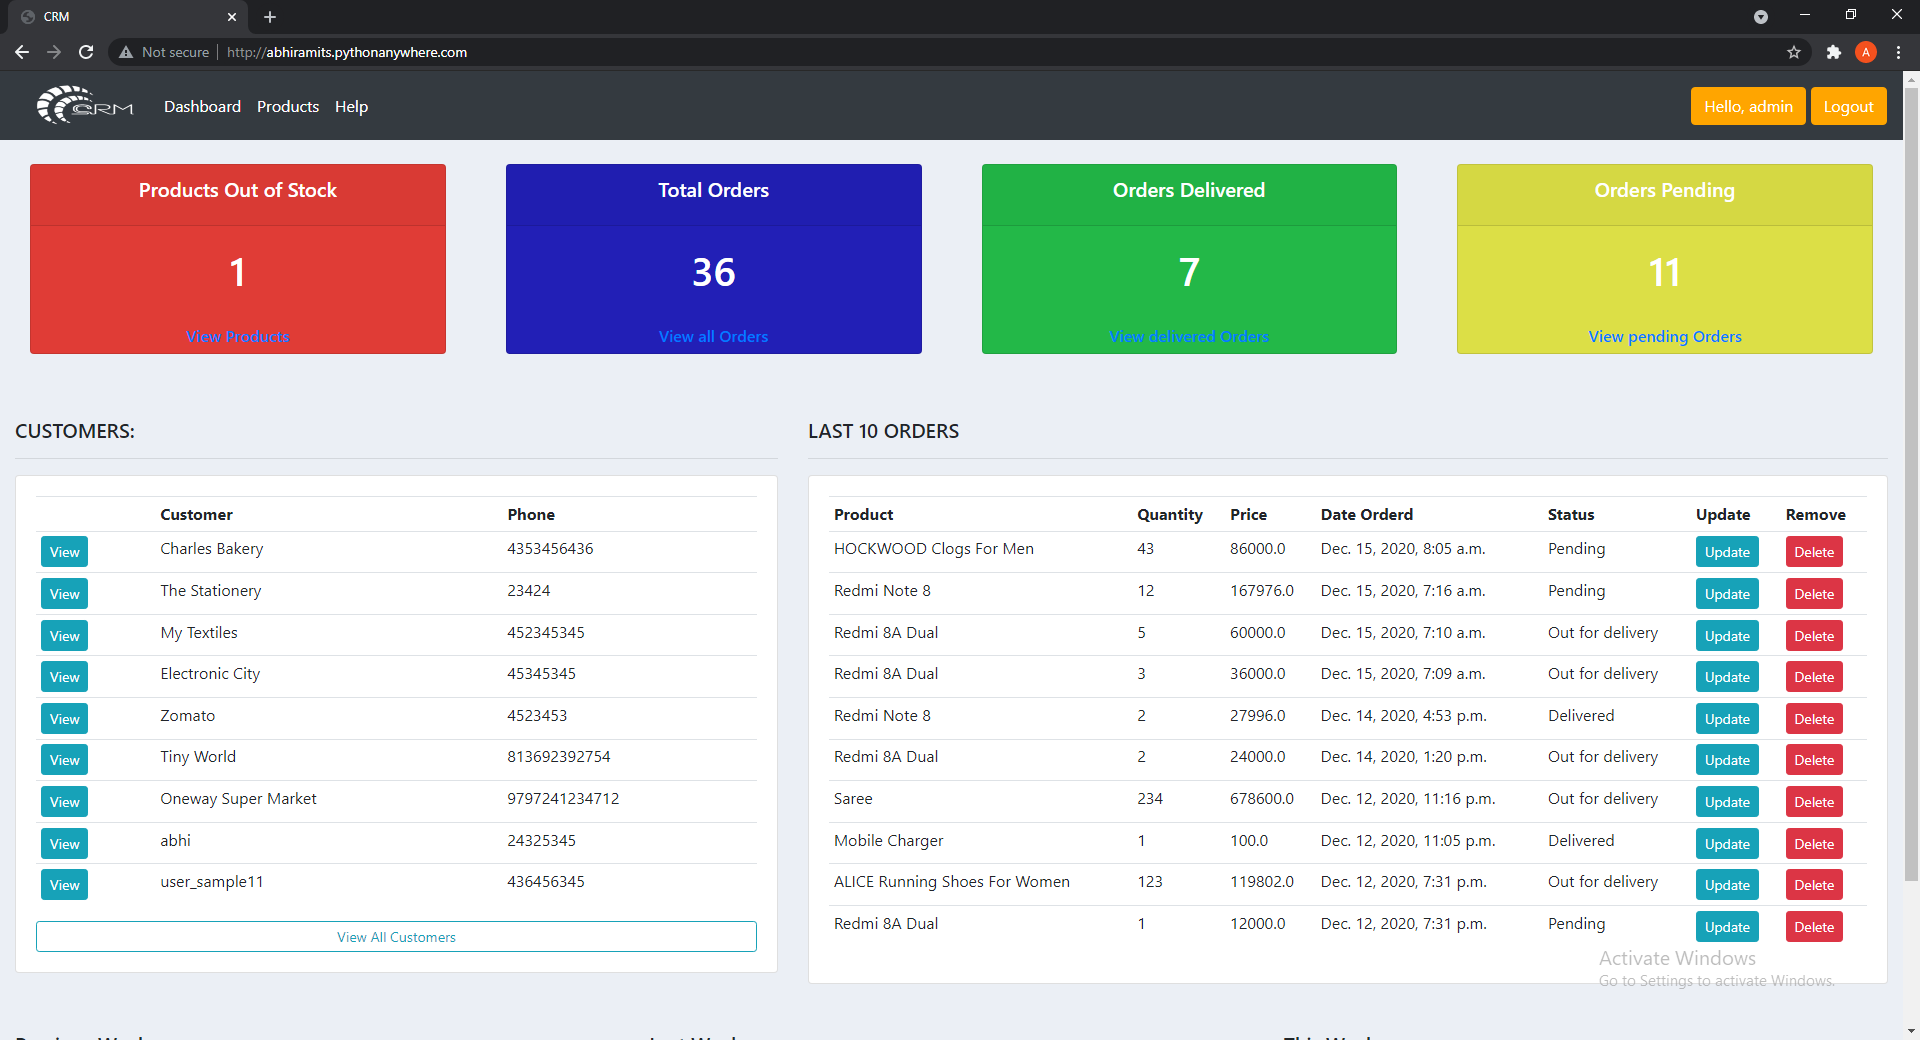 CRM
Not secure
http://abhiramits.pythonanywhere.com
A
CRM
Dashboard Products Help
Hello, admin Logout
Products Out of Stock
1
View Products
Total Orders
36
View all Orders
Orders Delivered
7
View delivered Orders
Orders Pending
11
View pending Orders
CUSTOMERS:
Customer Phone
View Charles Bakery 4353456436
View The Stationery 23424
View My Textiles 452345345
View Electronic City 45345345
View Zomato 4523453
View Tiny World 813692392754
View Oneway Super Market 9797241234712
View abhi 24325345
View user_sample11 436456345
View All Customers
LAST 10 ORDERS
Product Quantity Price Date Orderd Status Update Remove
HOCKWOOD Clogs For Men 43 86000.0 Dec. 15, 2020, 8:05 a.m. Pending Update Delete
Redmi Note 8 12 167976.0 Dec. 15, 2020, 7:16 a.m. Pending Update Delete
Redmi 8A Dual 5 60000.0 Dec. 15, 2020, 7:10 a.m. Out for delivery Update Delete
Redmi 8A Dual 3 36000.0 Dec. 15, 2020, 7:09 a.m. Out for delivery Update Delete
Redmi Note 8 2 27996.0 Dec. 14, 2020, 4:53 p.m. Delivered Update Delete
Redmi 8A Dual 2 24000.0 Dec. 14, 2020, 1:20 p.m. Out for delivery Update Delete
Saree 234 678600.0 Dec. 12, 2020, 11:16 p.m. Out for delivery Update Delete
Mobile Charger 1 100.0 Dec. 12, 2020, 11:05 p.m. Delivered Update Delete
ALICE Running Shoes For Women 123 119802.0 Dec. 12, 2020, 7:31 p.m. Out for delivery Update Delete
Redmi 8A Dual 1 12000.0 Dec. 12, 2020, 7:31 p.m. Pending Update Delete
Activate Windows
Go to Settings to activate Windows.